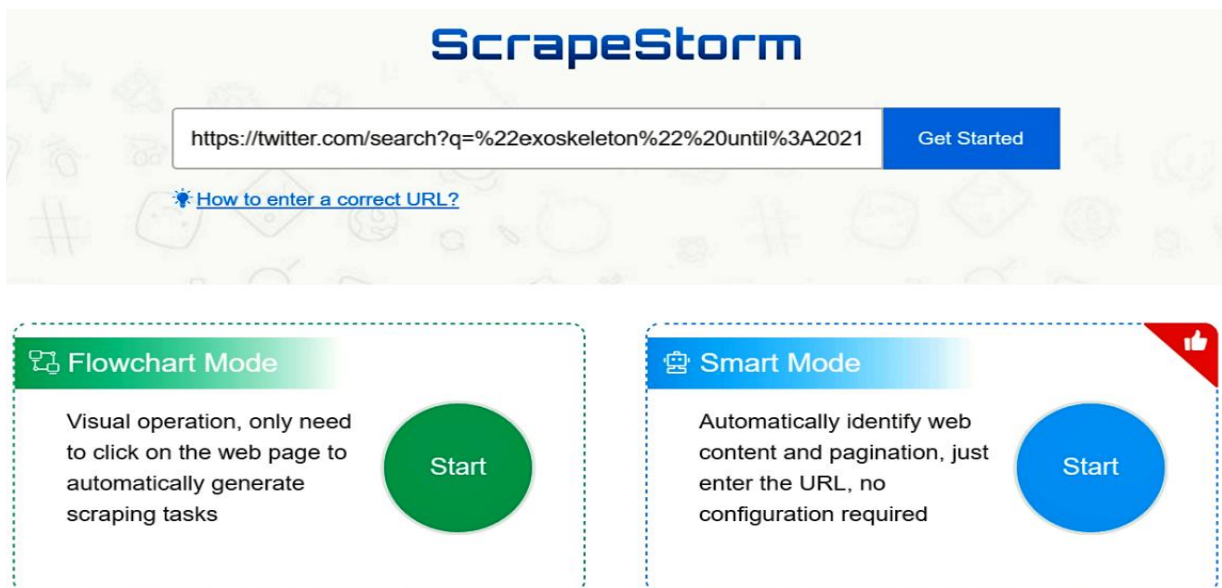 ScrapeStorm
https://twitter.com/search?q=%22exoskeleton%22%20until%3A2021
Get Started
How to enter a correct URL?
Flowchart Mode
Visual operation, only need
to click on the web page to
automatically generate
scraping tasks
Start
Smart Mode
Automatically identify web
content and pagination, just
enter the URL, no
configuration required
Start